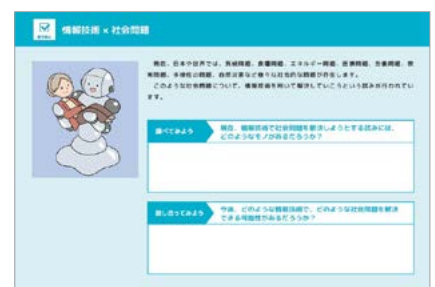 情報技術 × 社会問題
現在、日本や世界では、気候問題、食糧問題、エネルギー問題、医療問題、介護問題、
題、多様性の問題、自然災害など様々な社会的な問題が存在します。
このような社会問題について、情報技術を用いて解決していこうという試みが行われてい
ます。
調べてみよう
現在、情報技術で社会問題を解決しようとする試みには、
どのようなモノがあるだろうか？
話し合ってみよう
今後、どのような情報技術で、どのような社会問題を解決
できる可能性があるだろうか？